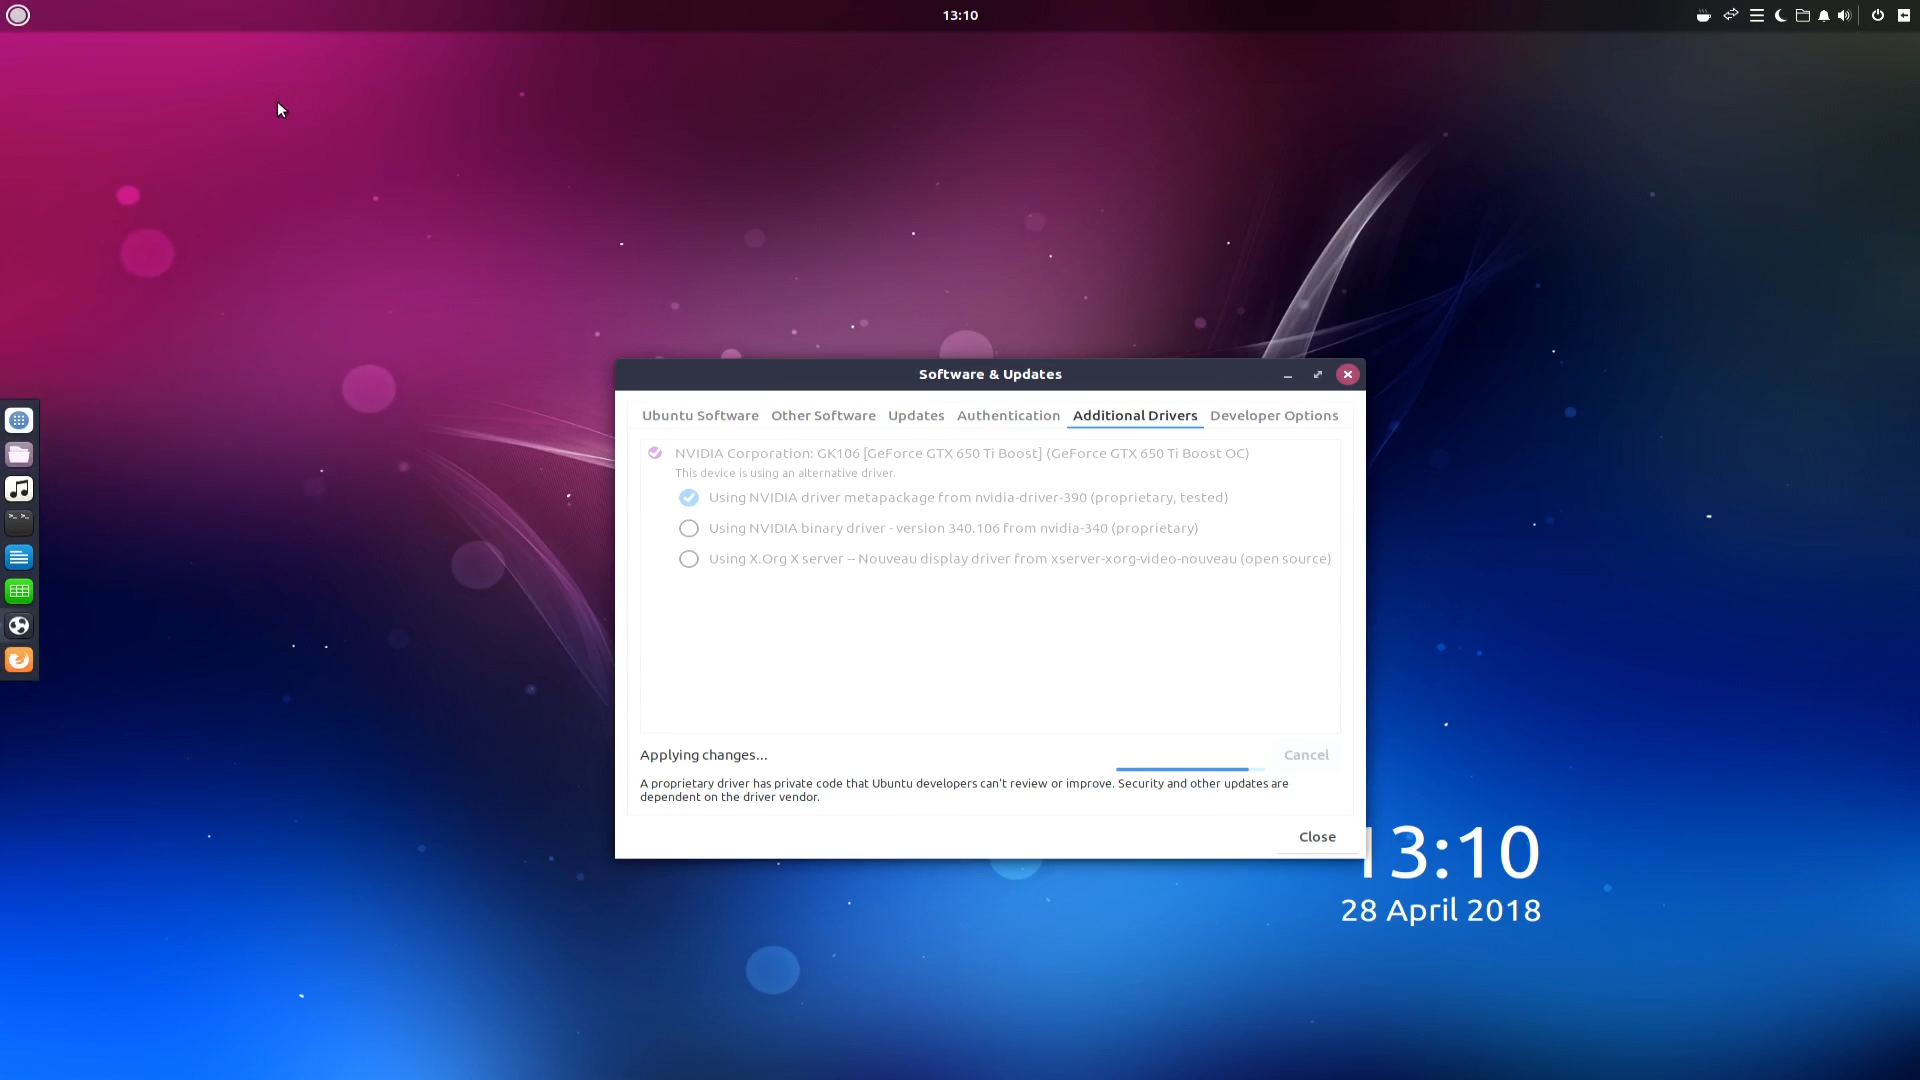 13:10
Software & Updates
Ubuntu Software Other Software Updates Authentication Additional Drivers Developer Options
NVIDIA Corporation: GK106 [GeForce GTX 650 Ti Boost] (GeForce GTX 650 Ti Boost OC)
This device is using an alternative driver.
Using NVIDIA driver metapackage from nvidia-driver-390 (proprietary, tested)
Using NVIDIA binary driver - version 340.106 from nvidia-340 (proprietary)
Using X.Org X server -- Nouveau display driver from xserver-xorg-video-nouveau (open source)
Applying changes...
Cancel
A proprietary driver has private code that Ubuntu developers can't review or improve. Security and other updates are
dependent on the driver vendor.
Close
13:10
28 April 2018